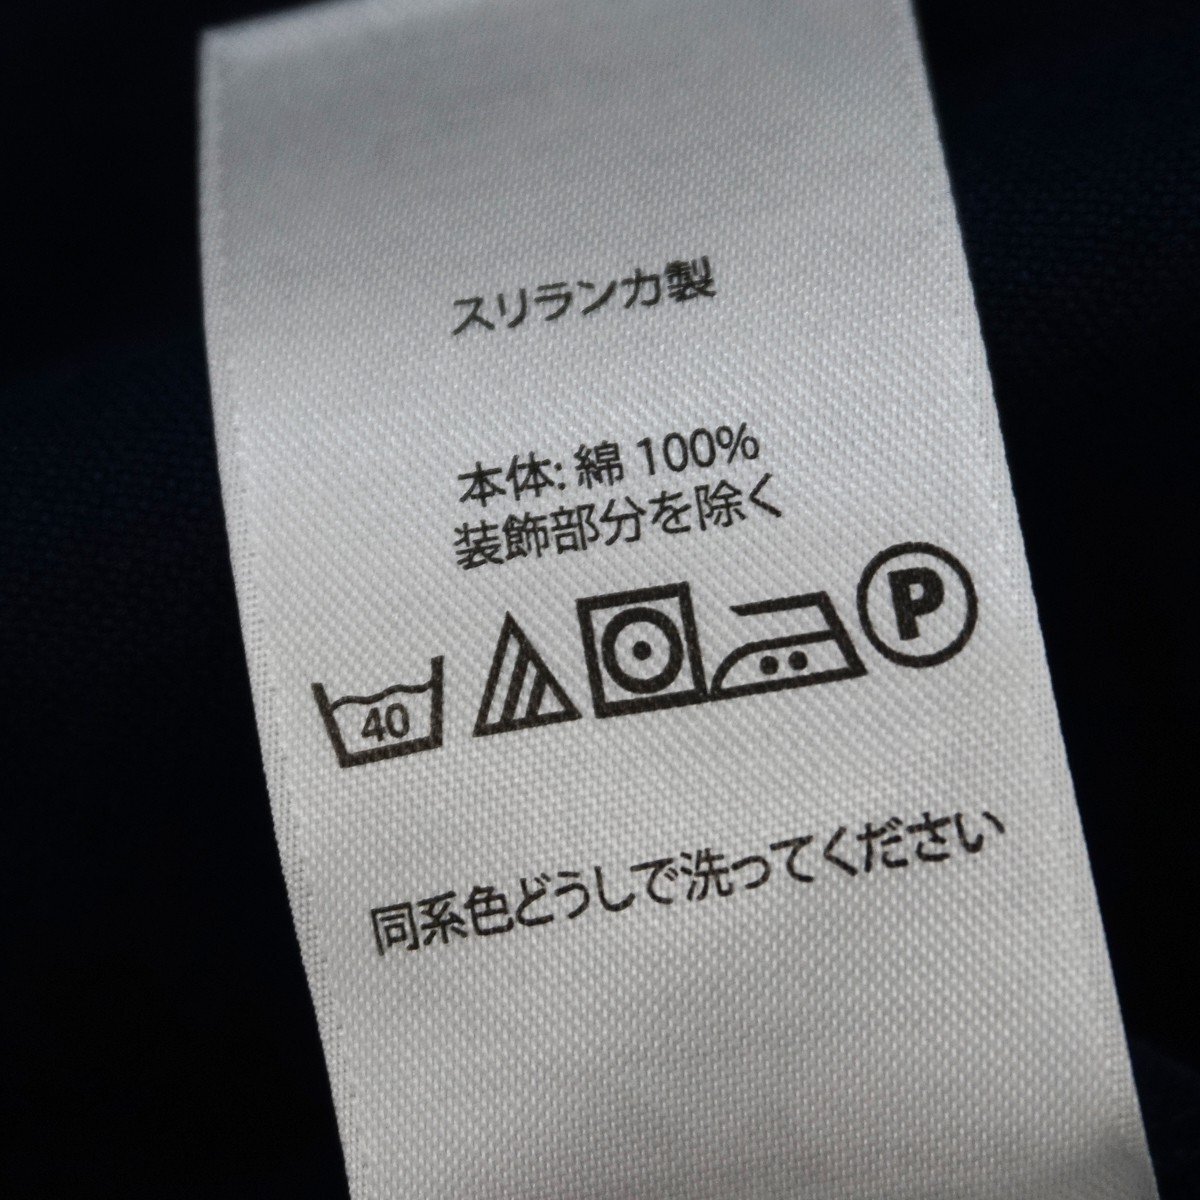 スリランカ製
本体: 綿 100%
装飾部分を除く
40 P
同系色どうしで洗ってください